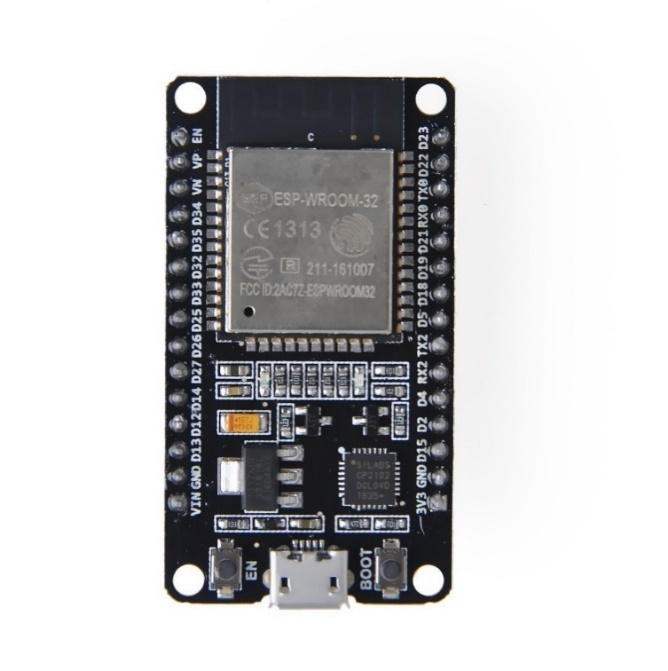 C
ESP-WROOM-32
CE1313
R 211-161007
FCC ID:2AC7Z-ESPWROOM32
EN
VP
VN
D34
D35
D32
D33
D25
D26
D27
D14
D12
D13
GND
VIN
D23
D22
TX0
RX0
D21
D19
D18
D5
TX2
RX2
D4
D2
D15
GND
3V3
SILABS
CP2102
EN
BOOT